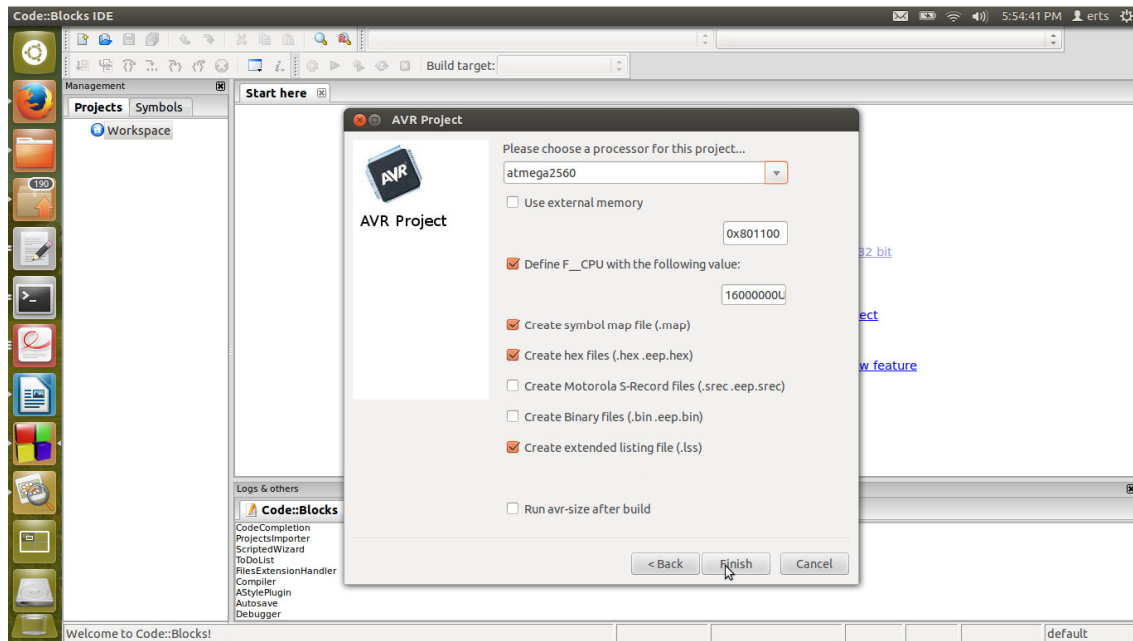 Code::Blocks IDE
5:54:41 PM erts
Build target:
Management
Projects Symbols
Workspace
Start here
190
AVR Project
AVR
AVR Project
Please choose a processor for this project...
atmega2560
Use external memory
0x801100
Define F__CPU with the following value:
16000000U
Create symbol map file (.map)
Create hex files (.hex .eep.hex)
Create Motorola S-Record files (.srec .eep.srec)
Create Binary files (.bin .eep.bin)
Create extended listing file (.lss)
Run avr-size after build
< Back Finish Cancel
32 bit
ect
w feature
Logs & others
Code::Blocks
CodeCompletion
ProjectsImporter
ScriptedWizard
ToDoList
FilesExtensionHandler
Compiler
AStylePlugin
Autosave
Debugger
Welcome to Code::Blocks!
default